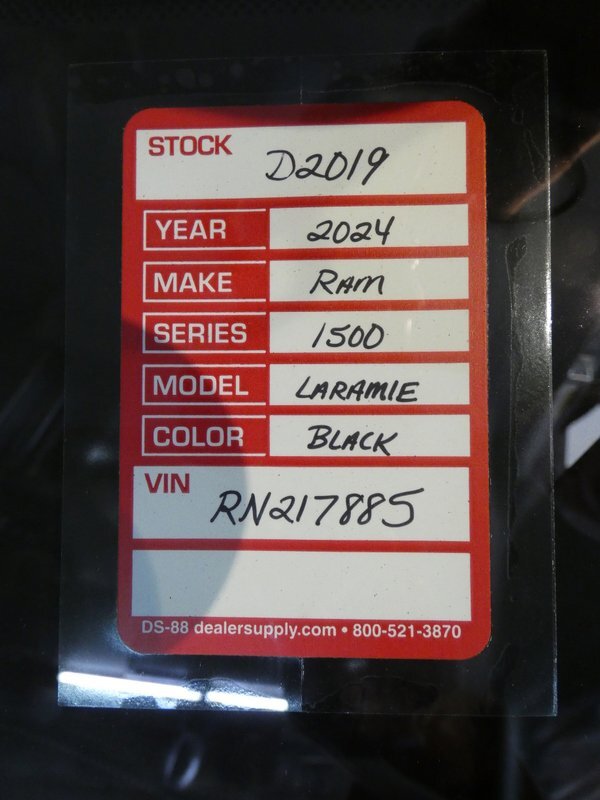 STOCK D2019
YEAR 2024
MAKE RAM
SERIES 1500
MODEL LARAMIE
COLOR BLACK
VIN RN217885
DS-88 dealersupply.com • 800-521-3870